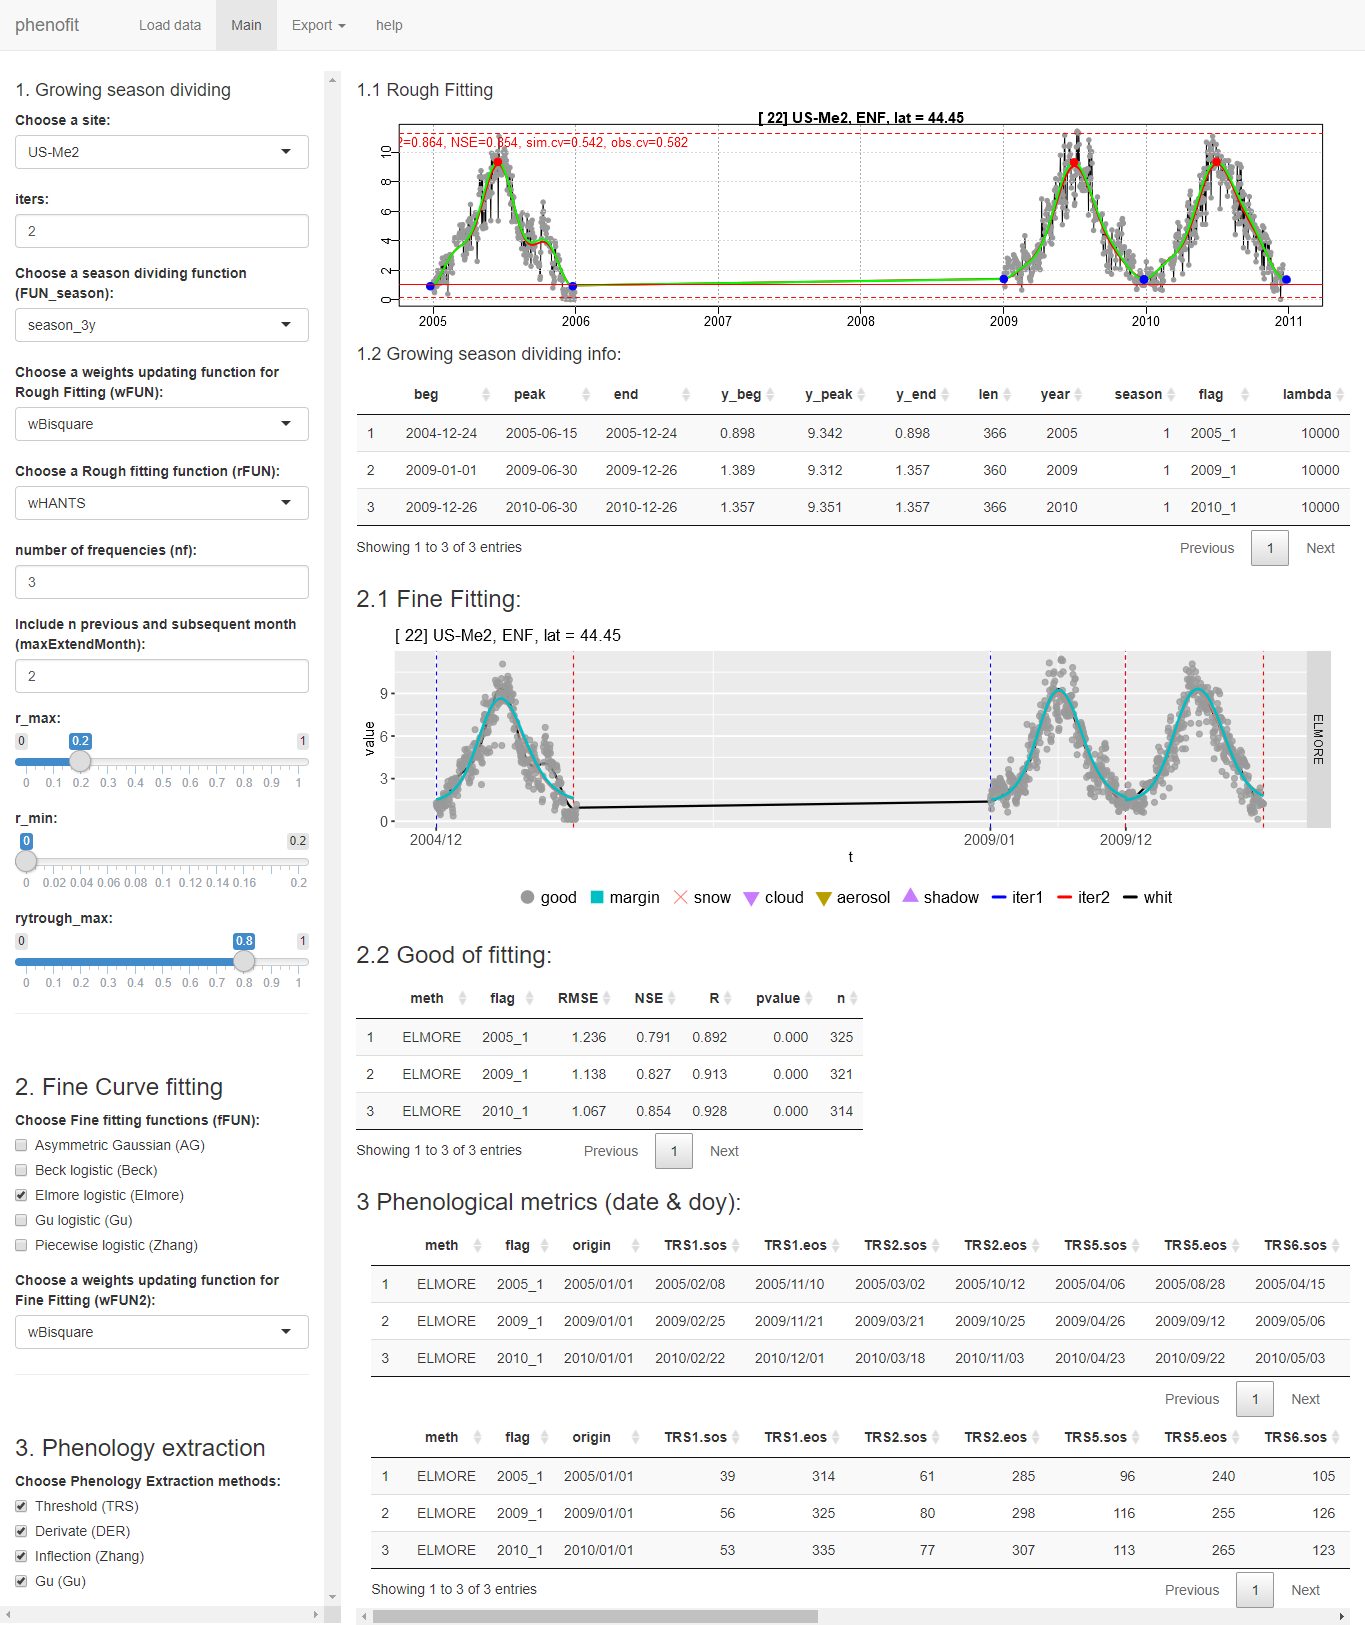 phenofit Load data Main Export help
1. Growing season dividing
Choose a site:
US-Me2
iters:
2
Choose a season dividing function
(FUN_season):
season_3y
Choose a weights updating function for
Rough Fitting (wFUN):
wBisquare
Choose a Rough fitting function (rFUN):
wHANTS
number of frequencies (nf):
3
Include n previous and subsequent month
(maxExtendMonth):
2
r_max:
0 0.2 1
0 0.1 0.2 0.3 0.4 0.5 0.6 0.7 0.8 0.9 1
r_min:
0 0.2
0 0.02 0.04 0.06 0.08 0.1 0.12 0.14 0.16 0.2
rytrough_max:
0 0.8 1
0 0.1 0.2 0.3 0.4 0.5 0.6 0.7 0.8 0.9 1
2. Fine Curve fitting
Choose Fine fitting functions (fFUN):
Asymmetric Gaussian (AG)
Beck logistic (Beck)
Elmore logistic (Elmore)
Gu logistic (Gu)
Piecewise logistic (Zhang)
Choose a weights updating function for
Fine Fitting (wFUN2):
wBisquare
3. Phenology extraction
Choose Phenology Extraction methods:
Threshold (TRS)
Derivate (DER)
Inflection (Zhang)
Gu (Gu)
1.1 Rough Fitting
[ 22] US-Me2, ENF, lat = 44.45
2=0.864, NSE=0.854, sim.cv=0.542, obs.cv=0.582
10
8
6
4
2
0
2005 2006 2007 2008 2009 2010 2011
1.2 Growing season dividing info:
beg peak end y_beg y_peak y_end len year season flag lambda
1 2004-12-24 2005-06-15 2005-12-24 0.898 9.342 0.898 366 2005 1 2005_1 10000
2 2009-01-01 2009-06-30 2009-12-26 1.389 9.312 1.357 360 2009 1 2009_1 10000
3 2009-12-26 2010-06-30 2010-12-26 1.357 9.351 1.357 366 2010 1 2010_1 10000
Showing 1 to 3 of 3 entries Previous 1 Next
2.1 Fine Fitting:
[ 22] US-Me2, ENF, lat = 44.45
9
6
3
0
value
ELMORE
2004/12 2009/01 2009/12
t
good margin snow cloud aerosol shadow iter1 iter2 whit
2.2 Good of fitting:
meth flag RMSE NSE R pvalue n
1 ELMORE 2005_1 1.236 0.791 0.892 0.000 325
2 ELMORE 2009_1 1.138 0.827 0.913 0.000 321
3 ELMORE 2010_1 1.067 0.854 0.928 0.000 314
Showing 1 to 3 of 3 entries Previous 1 Next
3 Phenological metrics (date & doy):
meth flag origin TRS1.sos TRS1.eos TRS2.sos TRS2.eos TRS5.sos TRS5.eos TRS6.sos
1 ELMORE 2005_1 2005/01/01 2005/02/08 2005/11/10 2005/03/02 2005/10/12 2005/04/06 2005/08/28 2005/04/15
2 ELMORE 2009_1 2009/01/01 2009/02/25 2009/11/21 2009/03/21 2009/10/25 2009/04/26 2009/09/12 2009/05/06
3 ELMORE 2010_1 2010/01/01 2010/02/22 2010/12/01 2010/03/18 2010/11/03 2010/04/23 2010/09/22 2010/05/03
Previous 1 Next
meth flag origin TRS1.sos TRS1.eos TRS2.sos TRS2.eos TRS5.sos TRS5.eos TRS6.sos
1 ELMORE 2005_1 2005/01/01 39 314 61 285 96 240 105
2 ELMORE 2009_1 2009/01/01 56 325 80 298 116 255 126
3 ELMORE 2010_1 2010/01/01 53 335 77 307 113 265 123
Showing 1 to 3 of 3 entries Previous 1 Next